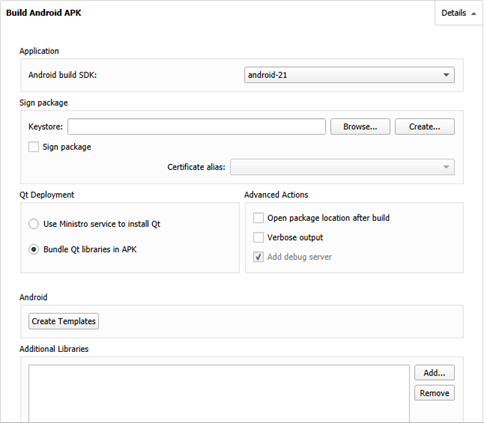 Build Android APK
Details
Application
Android build SDK:
android-21
Sign package
Keystore:
Browse...
Create...
Sign package
Certificate alias:
Qt Deployment
Advanced Actions
Use Ministro service to install Qt
Open package location after build
Verbose output
Bundle Qt libraries in APK
Add debug server
Android
Create Templates
Additional Libraries
Add...
Remove